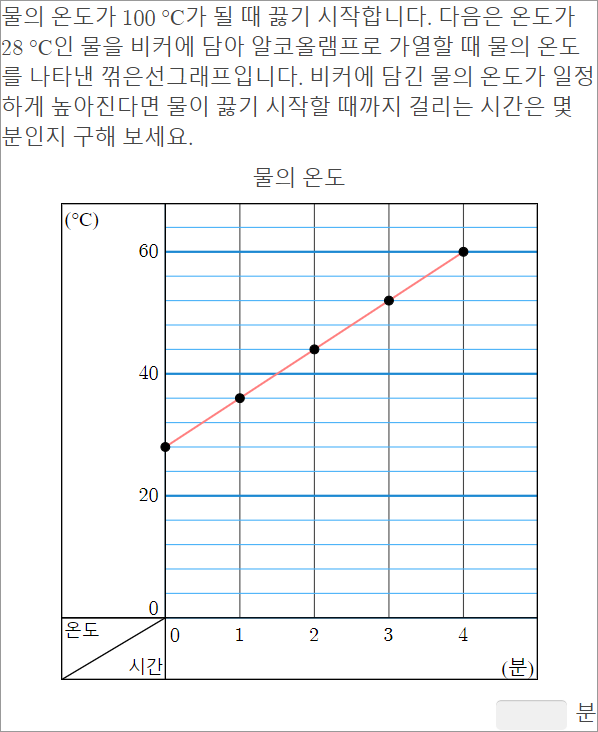 물의 온도가 100 °C가 될 때 끓기 시작합니다. 다음은 온도가
28 °C인 물을 비커에 담아 알코올램프로 가열할 때 물의 온도
를 나타낸 꺾은선그래프입니다. 비커에 담긴 물의 온도가 일정
하게 높아진다면 물이 끓기 시작할 때까지 걸리는 시간은 몇
분인지 구해 보세요.
물의 온도
(°C)
60
40
20
0
온도
0 1 2 3 4
시간
(분)
분